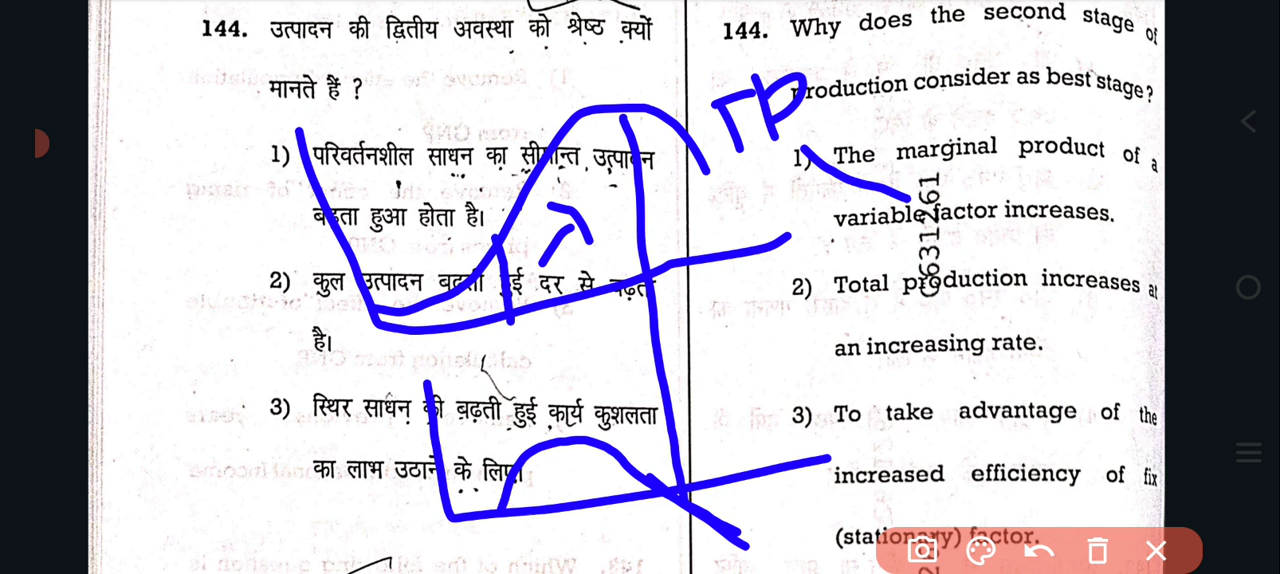 144. उत्पादन की द्वितीय अवस्था को श्रेष्ठ क्यों
मानते हैं ?
1) परिवर्तनशील साधन का सीमान्त उत्पादन
बढ़ता हुआ होता है।
2) कुल उत्पादन बढ़ती हुई दर से बढ़ता
है।
3) स्थिर साधन की बढ़ती हुई कार्य कुशलता
का लाभ उठाने के लिए।
144. Why does the second stage of
production consider as best stage?
1) The marginal product of a
variable factor increases.
2) Total production increases at
an increasing rate.
3) To take advantage of the
increased efficiency of fix
(stationary) factor.
TP